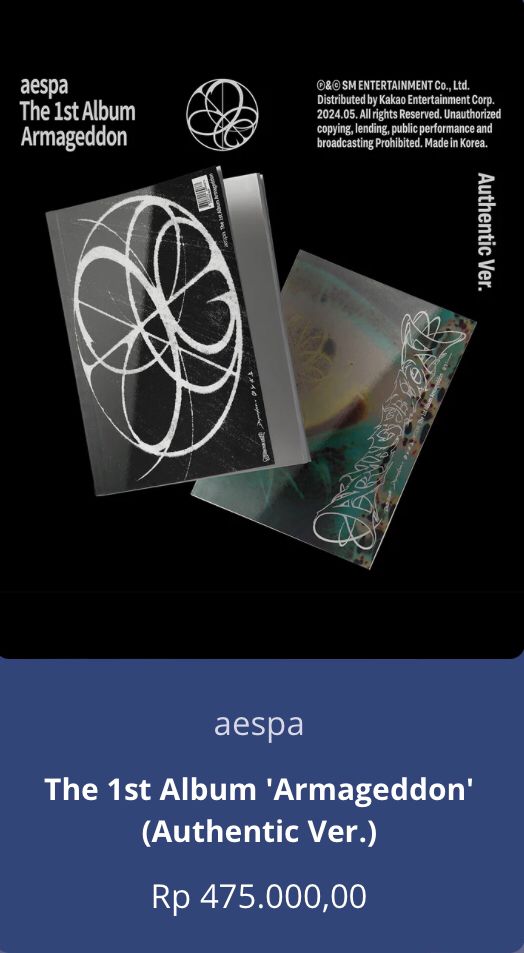 aespa
The 1st Album
Armageddon
℗&© SM ENTERTAINMENT Co., Ltd.
Distributed by Kakao Entertainment Corp.
2024.05. All rights Reserved. Unauthorized
copying, lending, public performance and
broadcasting Prohibited. Made in Korea.
Authentic Ver.
aespa
The 1st Album 'Armageddon'
(Authentic Ver.)
Rp 475.000,00